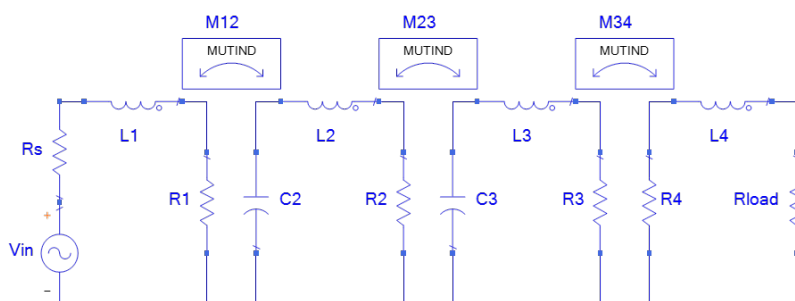 M12 M23 M34
MUTIND MUTIND MUTIND
L1 L2 L3 L4
Rs
R1 C2 R2 C3 R3 R4 Rload
+
Vin
−